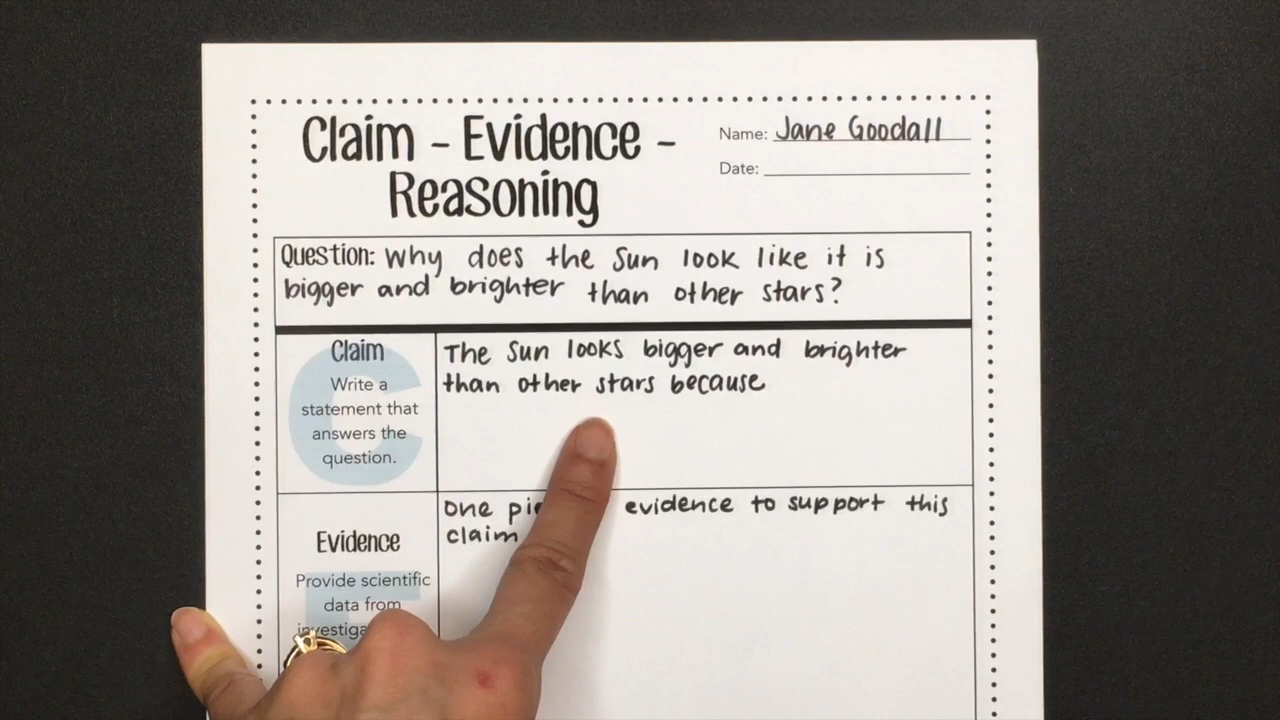 Claim - Evidence -
Reasoning
Name: Jane Goodall
Date:
Question: Why does the Sun look like it is
bigger and brighter than other stars?
Claim
Write a
statement that
answers the
question.
The Sun looks bigger and brighter
than other stars because
Evidence
Provide scientific
data from
One evidence to support this
claim